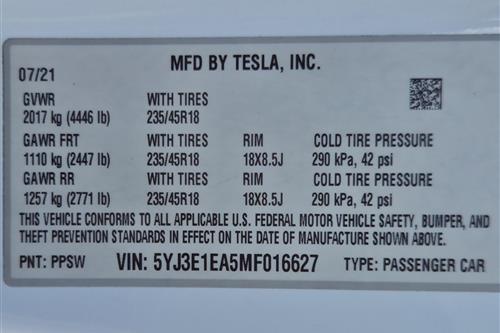 MFD BY TESLA, INC.
07/21
GVWR WITH TIRES
2017 kg (4446 lb) 235/45R18
GAWR FRT WITH TIRES RIM COLD TIRE PRESSURE
1110 kg (2447 lb) 235/45R18 18X8.5J 290 kPa, 42 psi
GAWR RR WITH TIRES RIM COLD TIRE PRESSURE
1257 kg (2771 lb) 235/45R18 18X8.5J 290 kPa, 42 psi
THIS VEHICLE CONFORMS TO ALL APPLICABLE U.S. FEDERAL MOTOR VEHICLE SAFETY, BUMPER, AND
THEFT PREVENTION STANDARDS IN EFFECT ON THE DATE OF MANUFACTURE SHOWN ABOVE.
PNT: PPSW VIN: 5YJ3E1EA5MF016627 TYPE: PASSENGER CAR